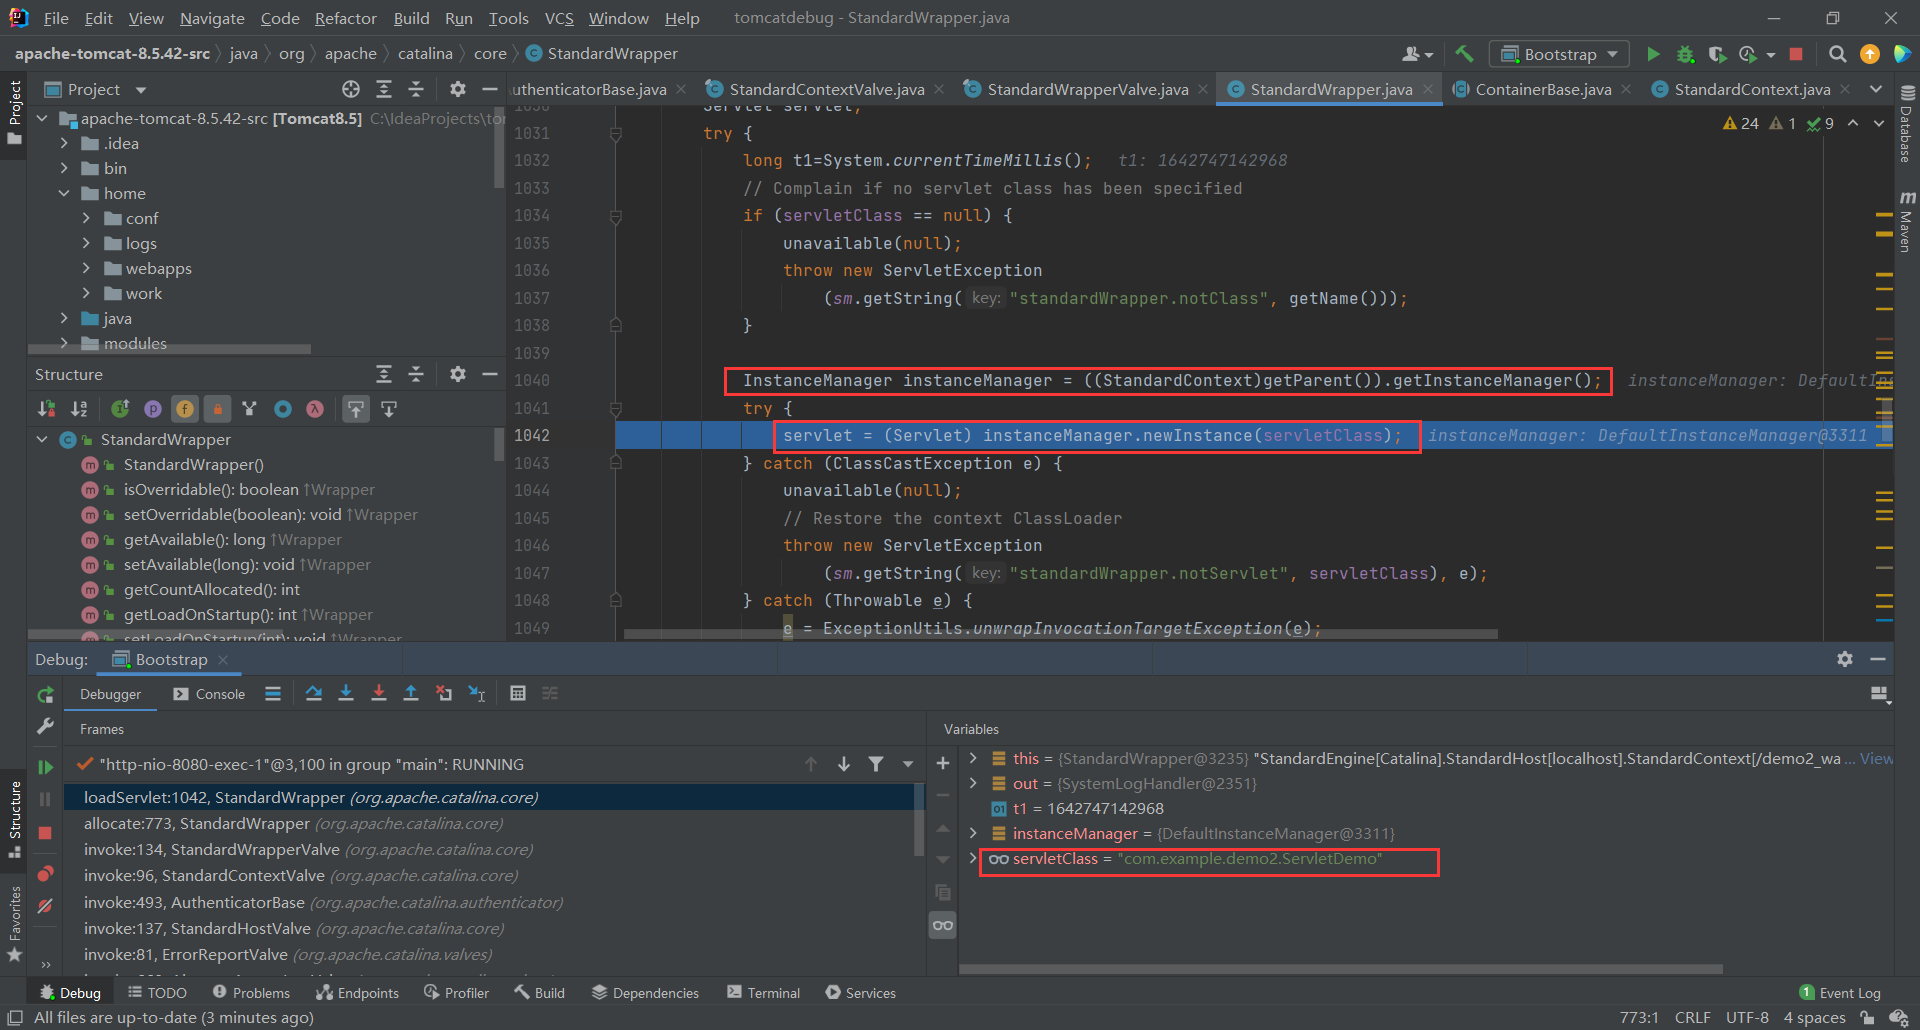 File Edit View Navigate Code Refactor Build Run Tools VCS Window Help tomcatdebug - StandardWrapper.java
apache-tomcat-8.5.42-src java org apache catalina core StandardWrapper
Bootstrap
Project
uthenticatorBase.java StandardContextValve.java StandardWrapperValve.java StandardWrapper.java ContainerBase.java StandardContext.java
Project
Structure
Favorites
Database
Maven
apache-tomcat-8.5.42-src [Tomcat8.5] C:\IdeaProjects\tor
.idea
bin
home
conf
logs
webapps
work
java
modules
Structure
StandardWrapper
StandardWrapper()
isOverridable(): boolean ↑Wrapper
setOverridable(boolean): void ↑Wrapper
getAvailable(): long ↑Wrapper
setAvailable(long): void ↑Wrapper
getCountAllocated(): int
getLoadOnStartup(): int ↑Wrapper
setLoadOnStartup(int): void ↑Wrapper
24 1 9
1030 Servlet servlet;
1031 try {
1032 long t1=System.currentTimeMillis(); t1: 1642747142968
1033 // Complain if no servlet class has been specified
1034 if (servletClass == null) {
1035 unavailable(null);
1036 throw new ServletException
1037 (sm.getString( key: "standardWrapper.notClass", getName()));
1038 }
1039
1040 InstanceManager instanceManager = ((StandardContext)getParent()).getInstanceManager(); instanceManager: DefaultIns
1041 try {
1042 servlet = (Servlet) instanceManager.newInstance(servletClass); instanceManager: DefaultInstanceManager@3311
1043 } catch (ClassCastException e) {
1044 unavailable(null);
1045 // Restore the context ClassLoader
1046 throw new ServletException
1047 (sm.getString( key: "standardWrapper.notServlet", servletClass), e);
1048 } catch (Throwable e) {
1049 e = ExceptionUtils.unwrapInvocationTargetException(e);
Debug: Bootstrap
Debugger Console
Frames
"http-nio-8080-exec-1"@3,100 in group "main": RUNNING
loadServlet:1042, StandardWrapper (org.apache.catalina.core)
allocate:773, StandardWrapper (org.apache.catalina.core)
invoke:134, StandardWrapperValve (org.apache.catalina.core)
invoke:96, StandardContextValve (org.apache.catalina.core)
invoke:493, AuthenticatorBase (org.apache.catalina.authenticator)
invoke:137, StandardHostValve (org.apache.catalina.core)
invoke:81, ErrorReportValve (org.apache.catalina.valves)
Variables
this = {StandardWrapper@3235} "StandardEngine[Catalina].StandardHost[localhost].StandardContext[/demo2_wa ... View
out = {SystemLogHandler@2351}
t1 = 1642747142968
instanceManager = {DefaultInstanceManager@3311}
servletClass = "com.example.demo2.ServletDemo"
Debug TODO Problems Endpoints Profiler Build Dependencies Terminal Services 1 Event Log
All files are up-to-date (3 minutes ago) 773:1 CRLF UTF-8 4 spaces